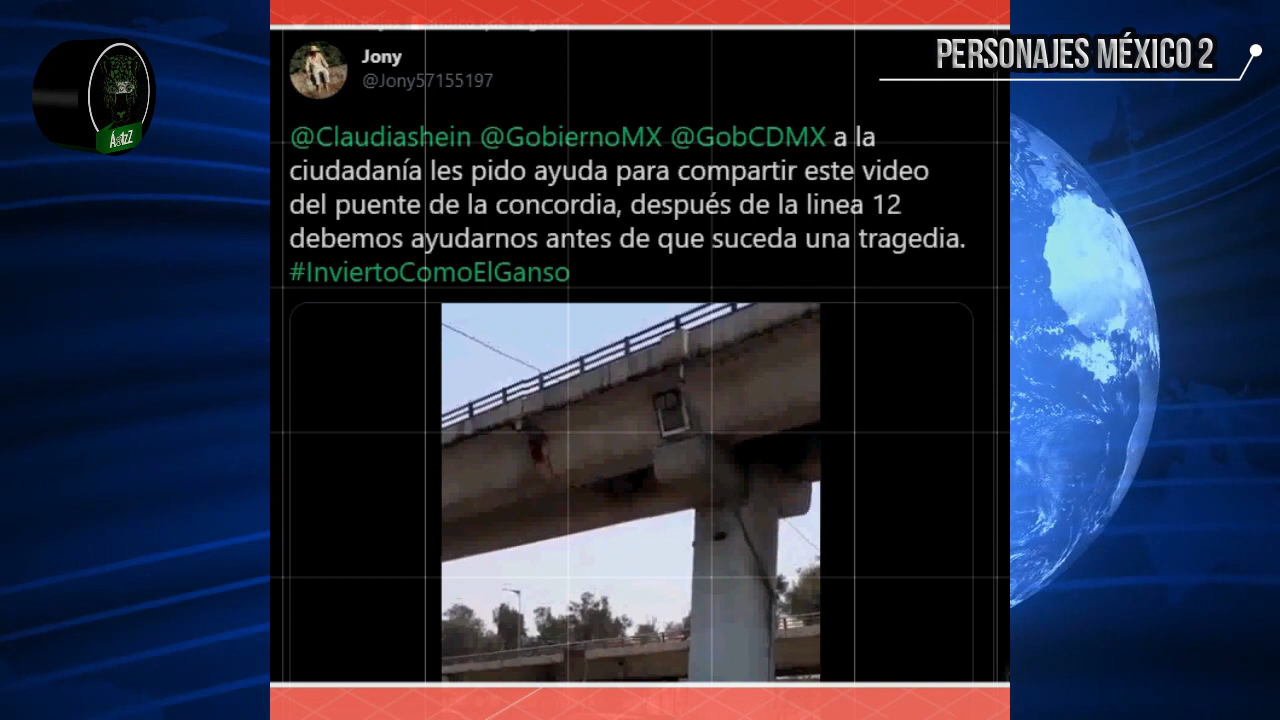 PERSONAJES MÉXICO 2
Jony
@Jony57155197
@Claudiashein @GobiernoMX @GobCDMX a la
ciudadanía les pido ayuda para compartir este video
del puente de la concordia, después de la linea 12
debemos ayudarnos antes de que suceda una tragedia.
#InviertoComoElGanso